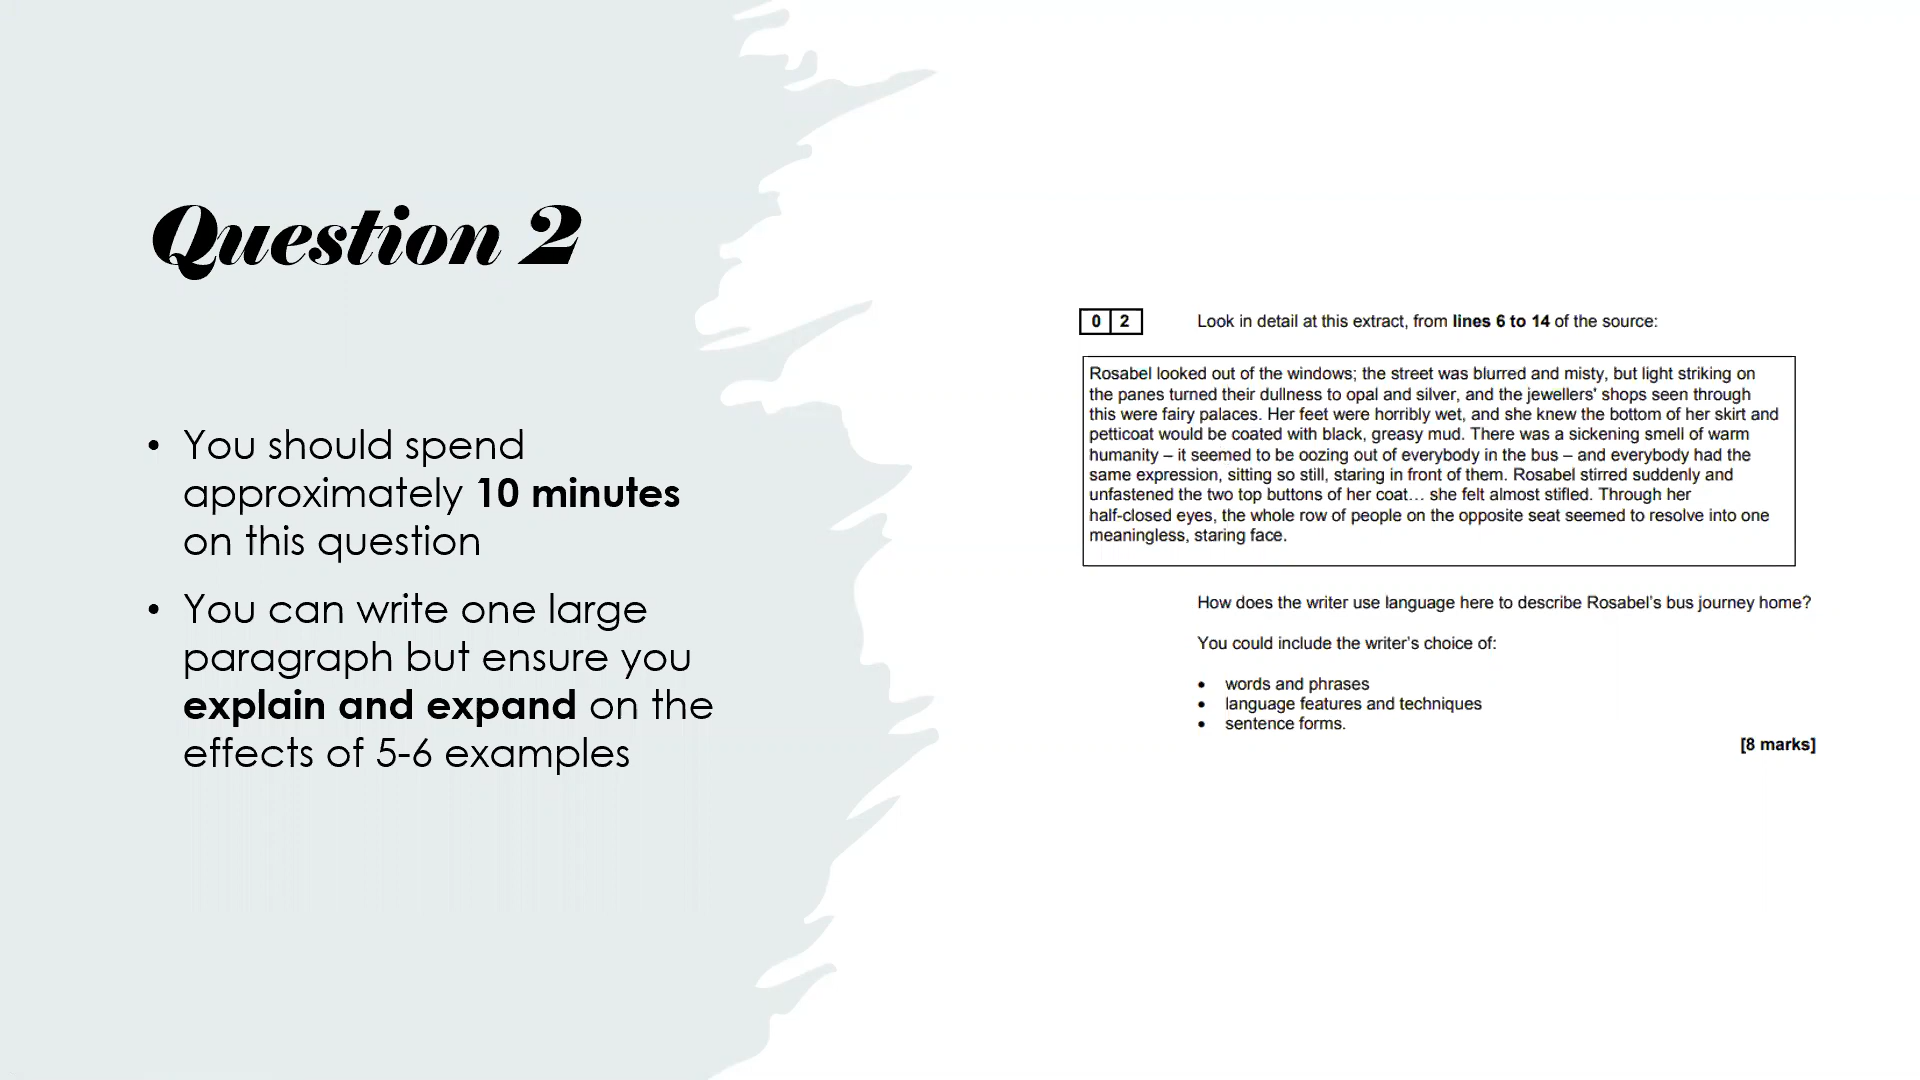 Question 2
• You should spend
approximately 10 minutes
on this question
• You can write one large
paragraph but ensure you
explain and expand on the
effects of 5-6 examples
0 2 Look in detail at this extract, from lines 6 to 14 of the source:
Rosabel looked out of the windows; the street was blurred and misty, but light striking on
the panes turned their dullness to opal and silver, and the jewellers' shops seen through
this were fairy palaces. Her feet were horribly wet, and she knew the bottom of her skirt and
petticoat would be coated with black, greasy mud. There was a sickening smell of warm
humanity – it seemed to be oozing out of everybody in the bus – and everybody had the
same expression, sitting so still, staring in front of them. Rosabel stirred suddenly and
unfastened the two top buttons of her coat… she felt almost stifled. Through her
half-closed eyes, the whole row of people on the opposite seat seemed to resolve into one
meaningless, staring face.
How does the writer use language here to describe Rosabel's bus journey home?
You could include the writer's choice of:
• words and phrases
• language features and techniques
• sentence forms.
[8 marks]